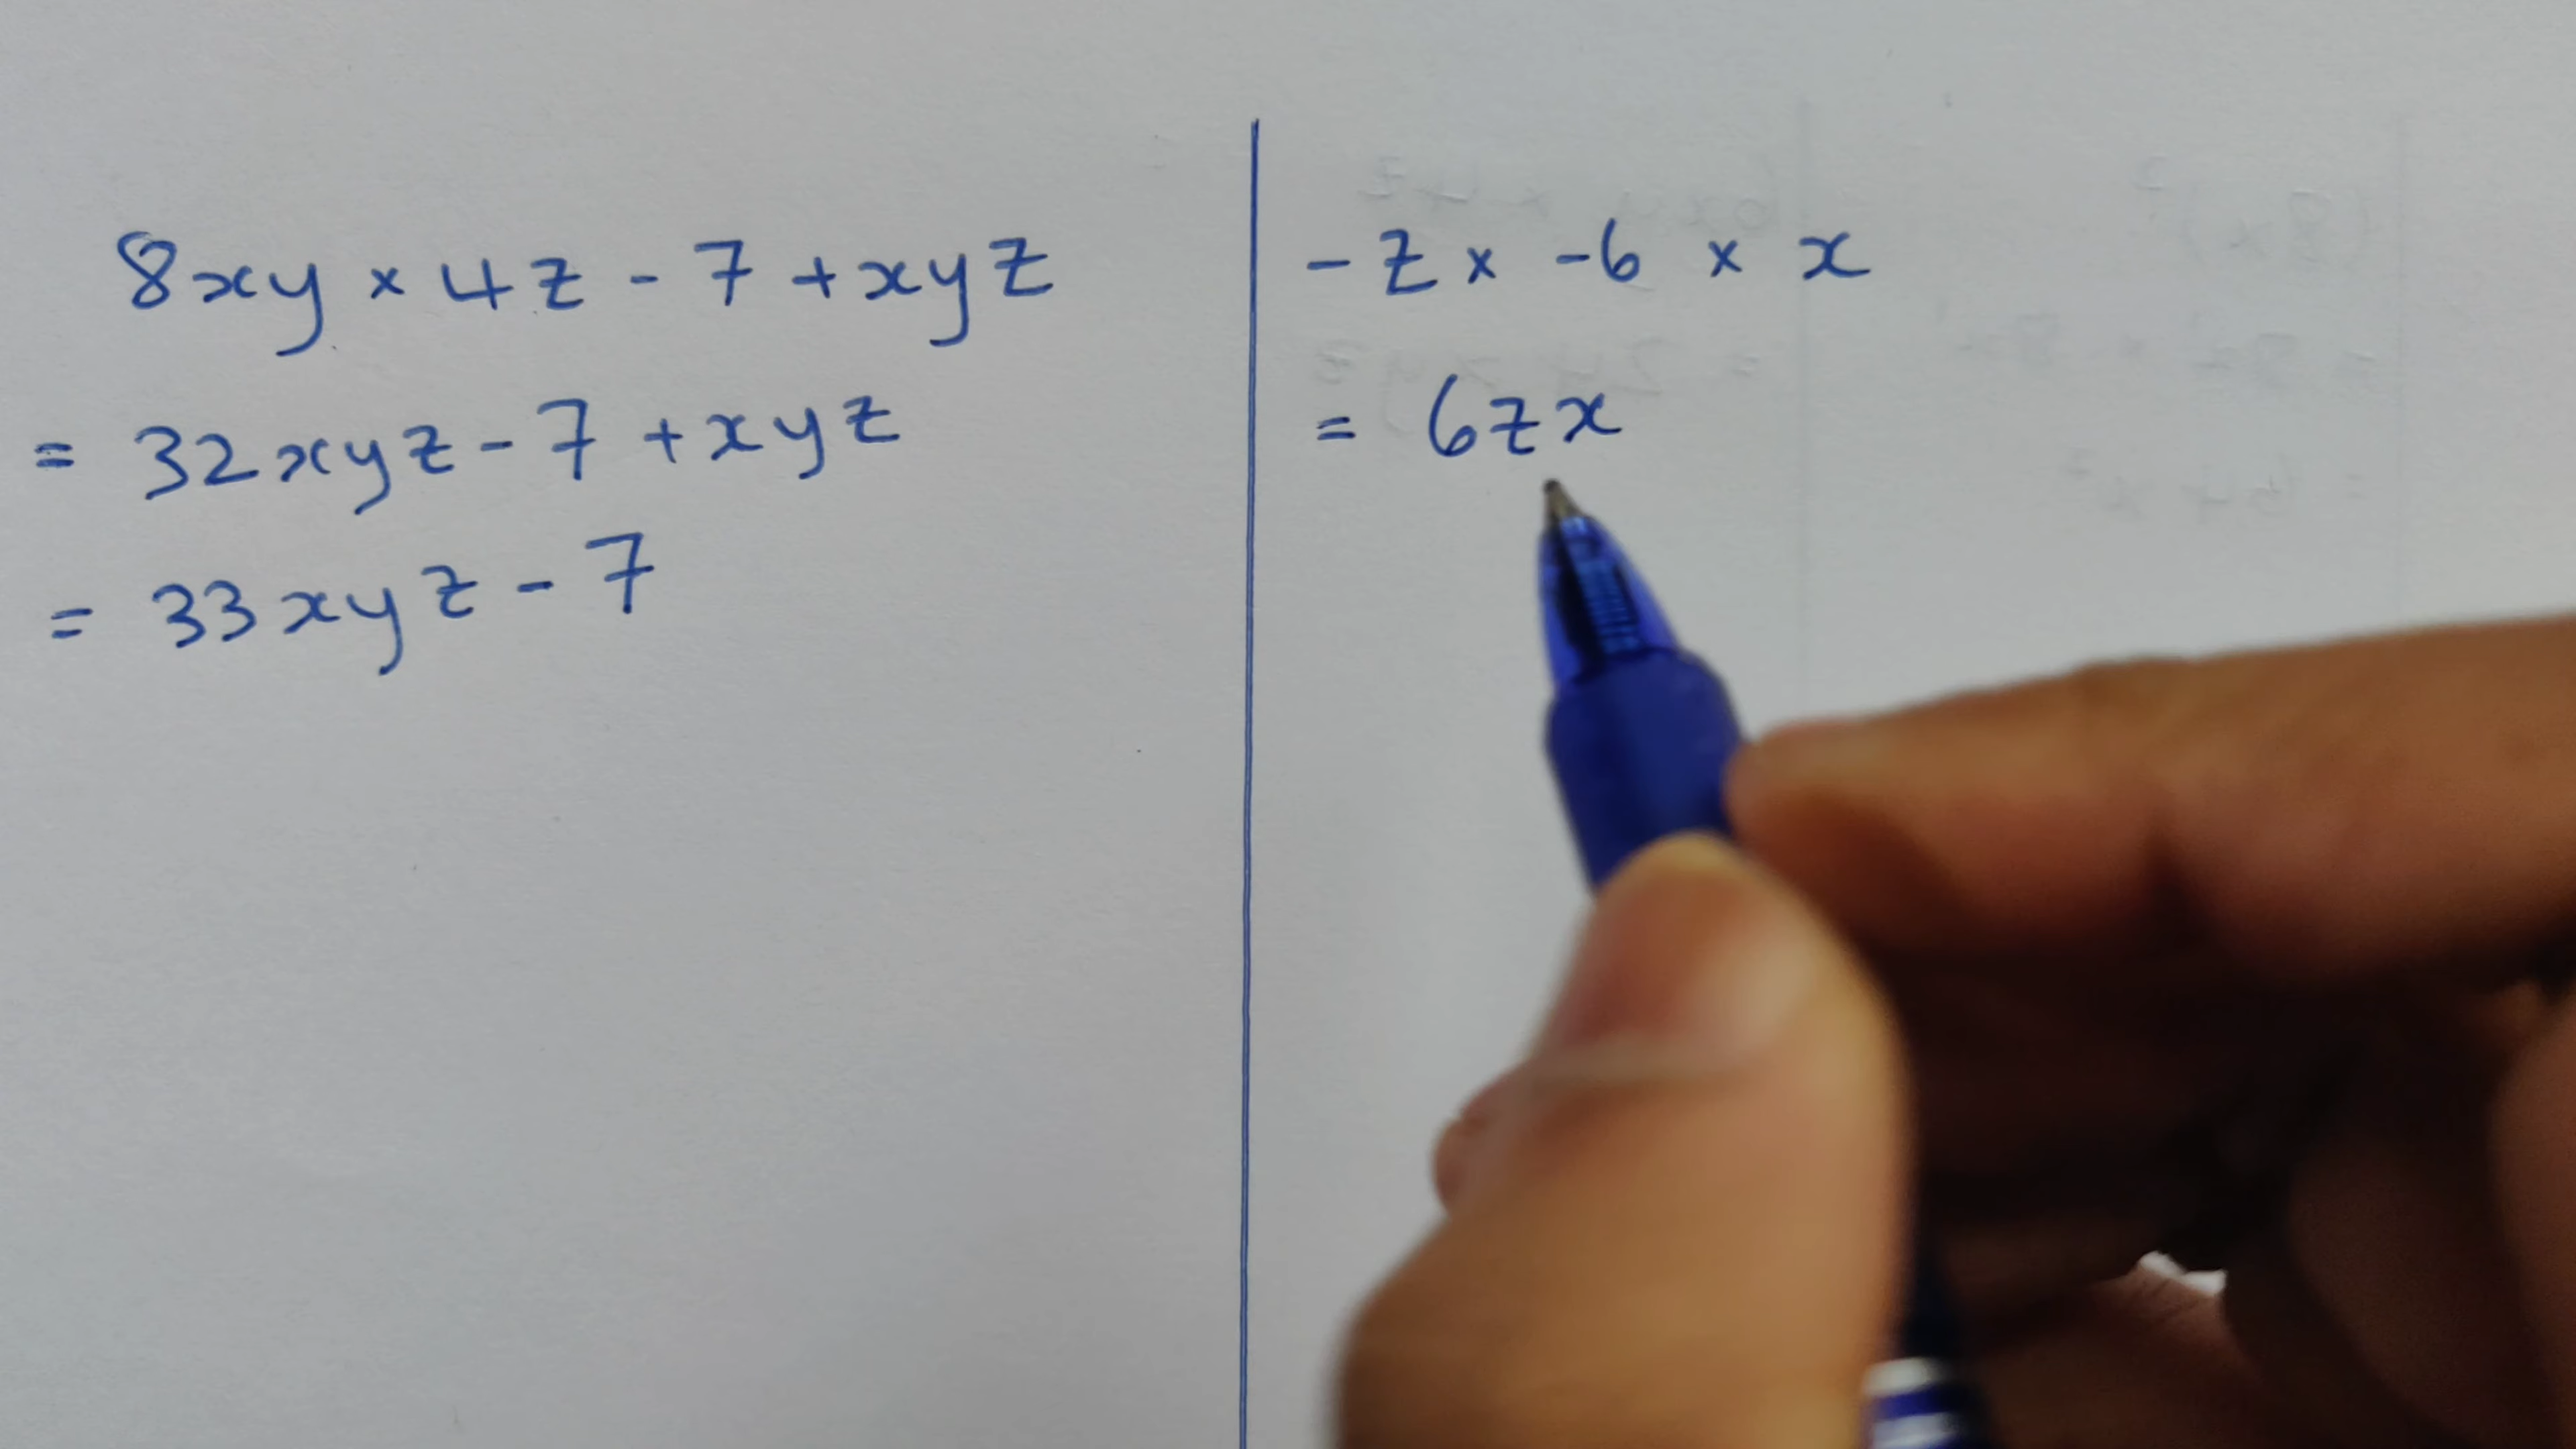 8xy × 4z - 7 + xyz
= 32xyz - 7 + xyz
= 33xyz - 7
- z × -6 × x
= 6zx